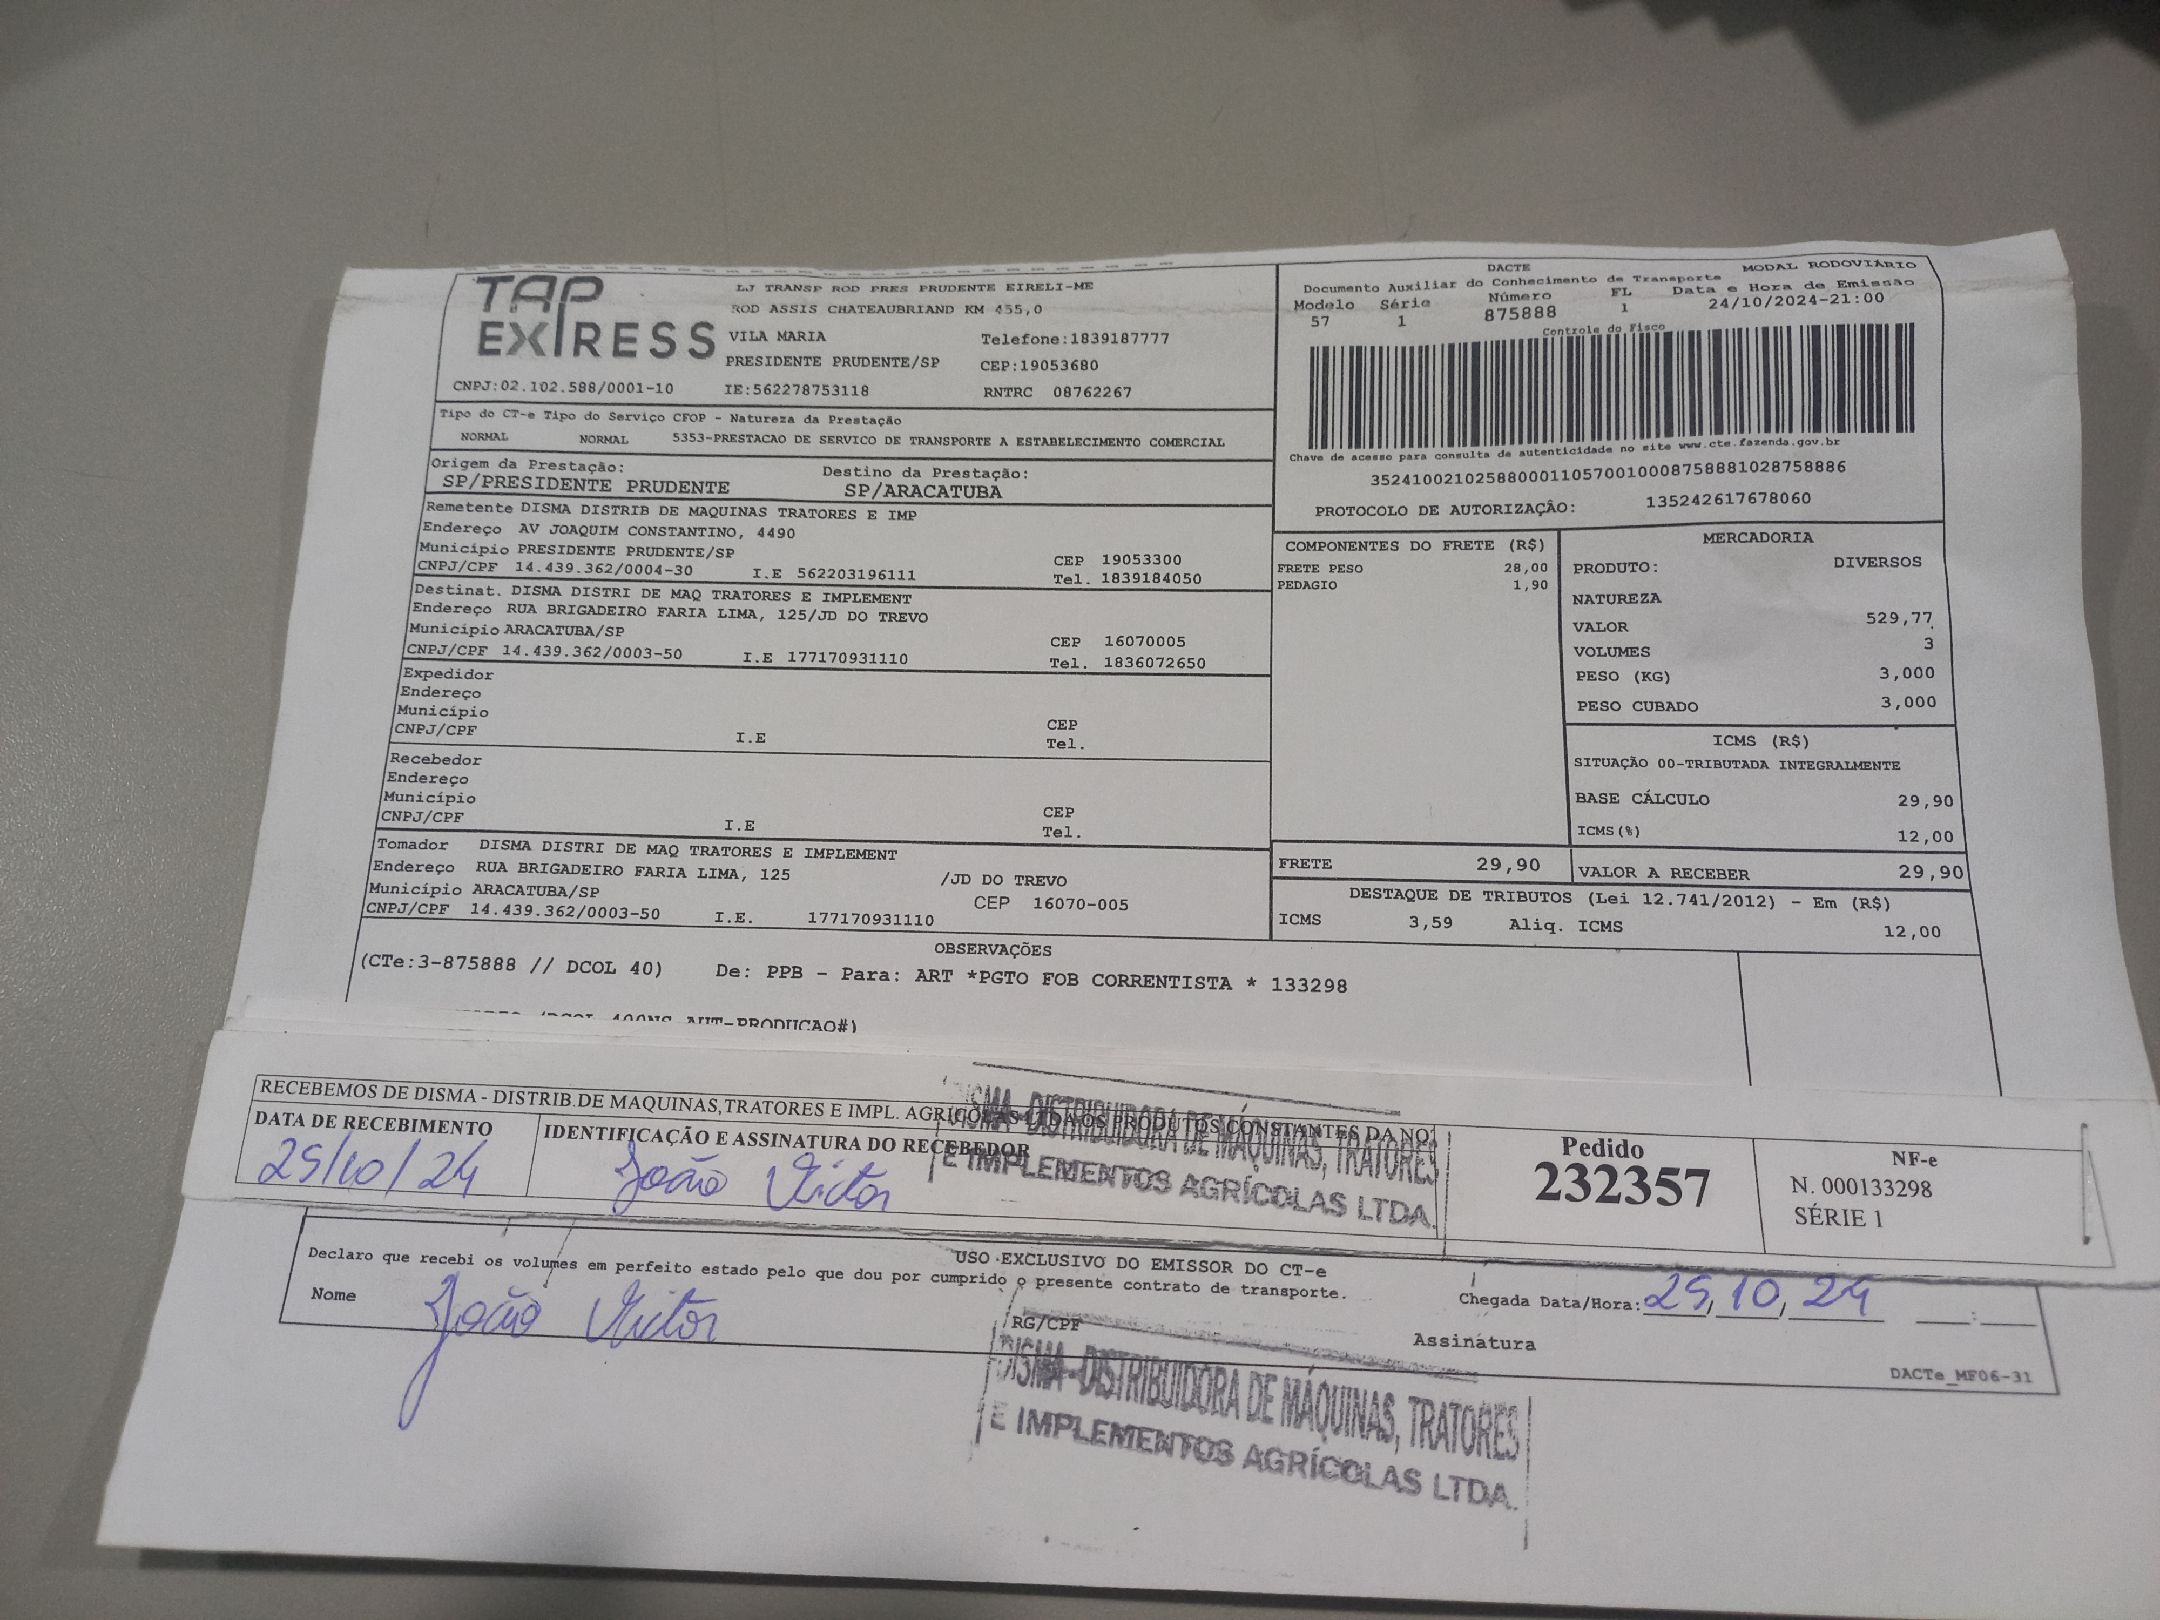 TAP EXPRESS
LJ TRANSP ROD PRES PRUDENTE EIRELI-ME
ROD ASSIS CHATEAUBRIAND KM 455,0
VILA MARIA Telefone:1839187777
PRESIDENTE PRUDENTE/SP CEP:19053680
CNPJ:02.102.588/0001-10 IE:562278753118 RNTRC 08762267
DACTE MODAL RODOVIÁRIO
Documento Auxiliar do Conhecimento de Transporte
Modelo Série Número FL Data e Hora de Emissão
57 1 875888 1 24/10/2024-21:00
Controle do Fisco
Chave de acesso para consulta de autenticidade no site www.cte.fazenda.gov.br
35241002102588000110570010008758881028758886
PROTOCOLO DE AUTORIZAÇÂO: 135242617678060
Tipo do CT-e Tipo do Serviço CFOP - Natureza da Prestação
NORMAL NORMAL 5353-PRESTACAO DE SERVICO DE TRANSPORTE A ESTABELECIMENTO COMERCIAL
Origem da Prestação: Destino da Prestação:
SP/PRESIDENTE PRUDENTE SP/ARACATUBA
Remetente DISMA DISTRIB DE MAQUINAS TRATORES E IMP
Endereço AV JOAQUIM CONSTANTINO, 4490
Município PRESIDENTE PRUDENTE/SP CEP 19053300
CNPJ/CPF 14.439.362/0004-30 I.E 562203196111 Tel. 1839184050
Destinat. DISMA DISTRI DE MAQ TRATORES E IMPLEMENT
Endereço RUA BRIGADEIRO FARIA LIMA, 125/JD DO TREVO
Município ARACATUBA/SP CEP 16070005
CNPJ/CPF 14.439.362/0003-50 I.E 177170931110 Tel. 1836072650
Expedidor
Endereço
Município CEP
CNPJ/CPF I.E Tel.
Recebedor
Endereço
Município CEP
CNPJ/CPF I.E Tel.
Tomador DISMA DISTRI DE MAQ TRATORES E IMPLEMENT
Endereço RUA BRIGADEIRO FARIA LIMA, 125 /JD DO TREVO
Município ARACATUBA/SP CEP 16070-005
CNPJ/CPF 14.439.362/0003-50 I.E. 177170931110
COMPONENTES DO FRETE (R$)
FRETE PESO 28,00
PEDAGIO 1,90
MERCADORIA
PRODUTO: DIVERSOS
NATUREZA
VALOR 529,77
VOLUMES 3
PESO (KG) 3,000
PESO CUBADO 3,000
ICMS (R$)
SITUAÇÃO 00-TRIBUTADA INTEGRALMENTE
BASE CÁLCULO 29,90
ICMS(%) 12,00
FRETE 29,90 VALOR A RECEBER 29,90
DESTAQUE DE TRIBUTOS (Lei 12.741/2012) - Em (R$)
ICMS 3,59 Aliq. ICMS 12,00
OBSERVAÇÕES
(CTe:3-875888 // DCOL 40) De: PPB - Para: ART *PGTO FOB CORRENTISTA * 133298
AUT-PRODUCAO#)
RECEBEMOS DE DISMA - DISTRIB.DE MAQUINAS,TRATORES E IMPL. AGRICOLAS LTDA OS PRODUTOS CONSTANTES DA NO
DATA DE RECEBIMENTO IDENTIFICAÇÃO E ASSINATURA DO RECEBEDOR
25/10/24 João Victor
DISMA - DISTRIBUIDORA DE MÁQUINAS, TRATORES
E IMPLEMENTOS AGRÍCOLAS LTDA.
Pedido
232357
NF-e
N. 000133298
SÉRIE 1
USO EXCLUSIVO DO EMISSOR DO CT-e
Declaro que recebi os volumes em perfeito estado pelo que dou por cumprido o presente contrato de transporte.
Chegada Data/Hora: 25, 10, 24 :
Nome João Victor RG/CPF Assinatura
DACTe_MF06-31
DISMA - DISTRIBUIDORA DE MÁQUINAS, TRATORES
E IMPLEMENTOS AGRÍCOLAS LTDA.